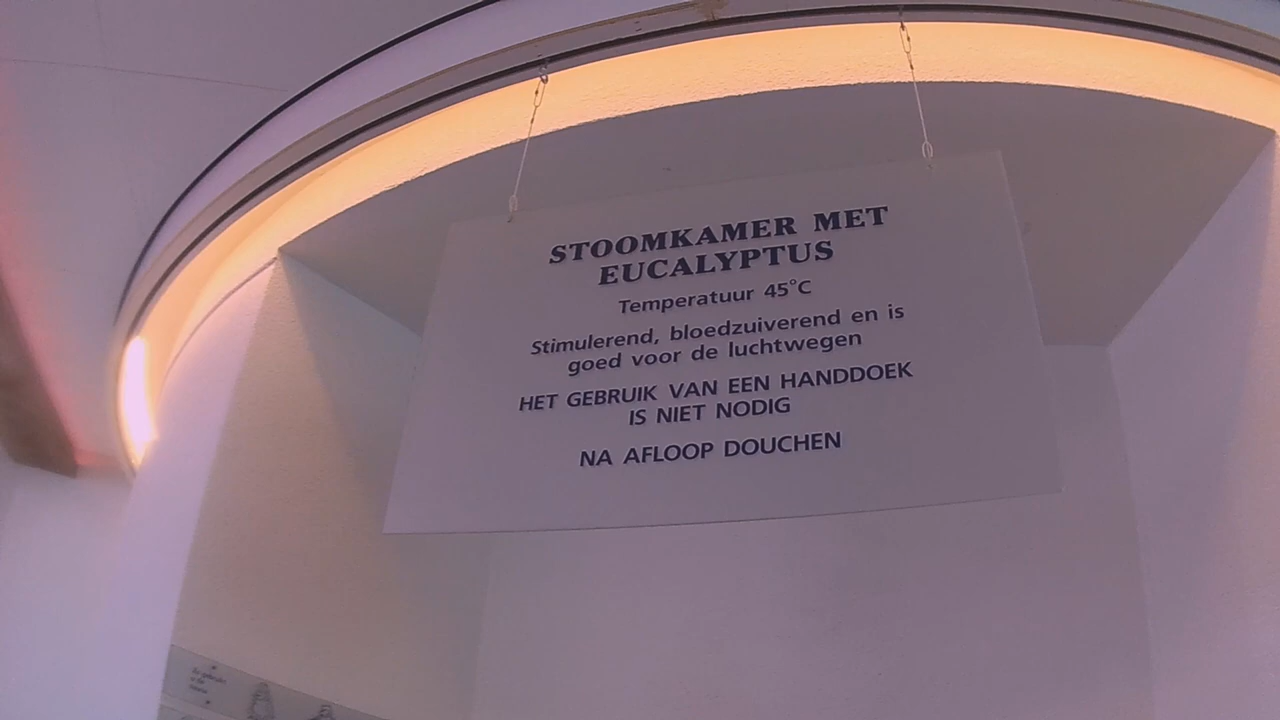 STOOMKAMER MET
EUCALYPTUS
Temperatuur 45°C
Stimulerend, bloedzuiverend en is
goed voor de luchtwegen
HET GEBRUIK VAN EEN HANDDOEK
IS NIET NODIG
NA AFLOOP DOUCHEN